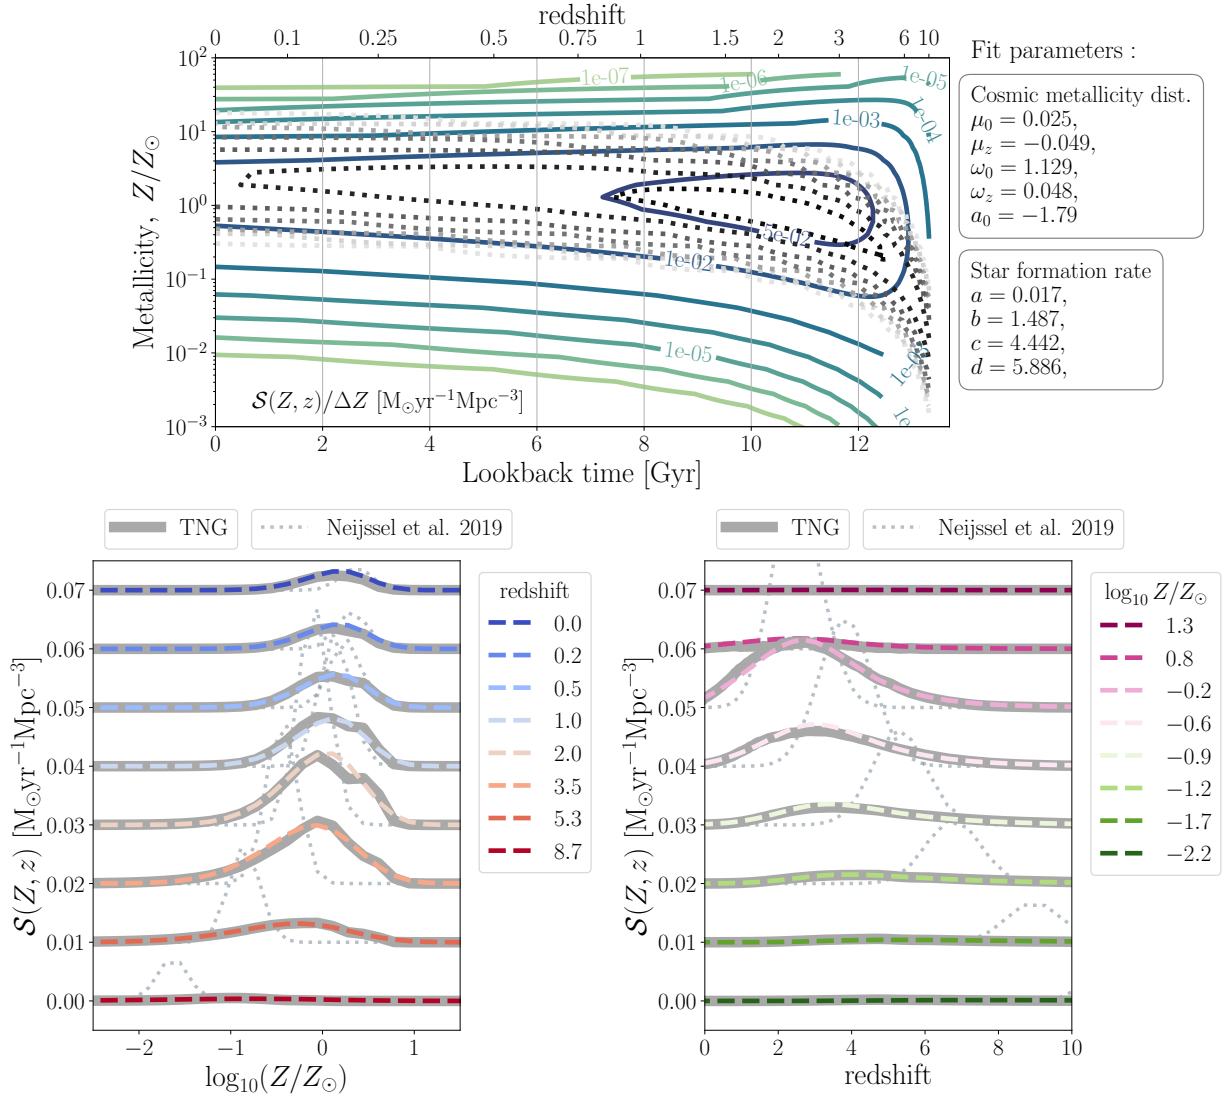 redshift
0 0.1 0.25 0.5 0.75 1 1.5 2 3 6 10
10² 10¹ 10⁰ 10⁻¹ 10⁻² 10⁻³
Metallicity, Z/Z⊙
1e-07 1e-06 1e-05
1e-04
1e-03
5e-02
1e-02
1e-05
S(Z, z)/ΔZ [M⊙yr⁻¹Mpc⁻³]
0 2 4 6 8 10 12
Lookback time [Gyr]
Fit parameters :
Cosmic metallicity dist.
μ₀ = 0.025,
μ_z = −0.049,
ω₀ = 1.129,
ω_z = 0.048,
a₀ = −1.79
Star formation rate
a = 0.017,
b = 1.487,
c = 4.442,
d = 5.886,
TNG
Neijssel et al. 2019
S(Z, z) [M⊙yr⁻¹Mpc⁻³]
0.07
0.06
0.05
0.04
0.03
0.02
0.01
0.00
−2 −1 0 1
log₁₀(Z/Z⊙)
redshift
0.0
0.2
0.5
1.0
2.0
3.5
5.3
8.7
TNG
Neijssel et al. 2019
S(Z, z) [M⊙yr⁻¹Mpc⁻³]
0.07
0.06
0.05
0.04
0.03
0.02
0.01
0.00
0 2 4 6 8 10
redshift
log₁₀ Z/Z⊙
1.3
0.8
−0.2
−0.6
−0.9
−1.2
−1.7
−2.2